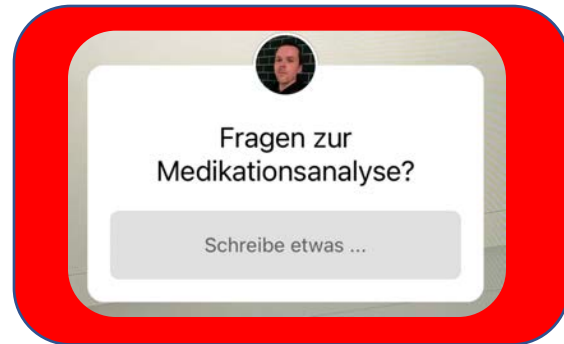 Fragen zur
Medikationsanalyse?
Schreibe etwas ...